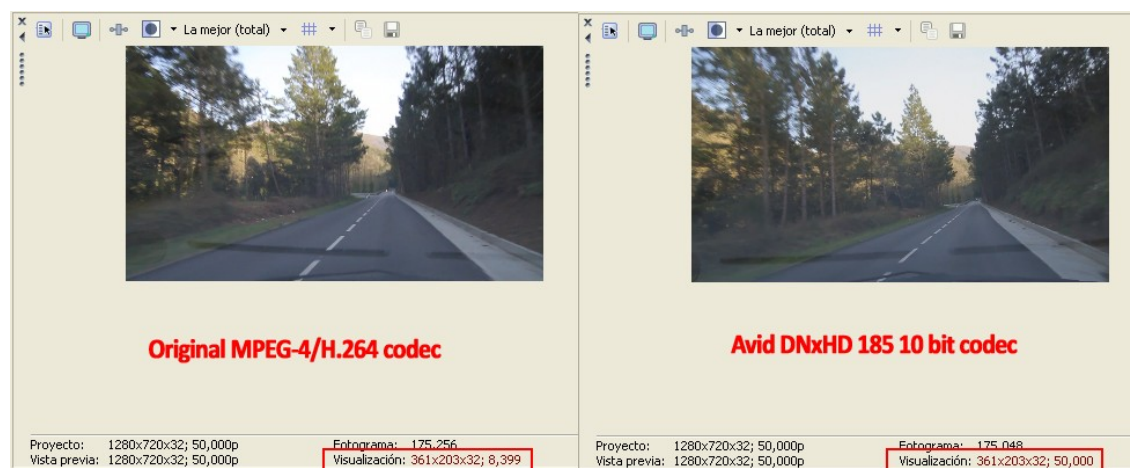 La mejor (total)
La mejor (total)
Original MPEG-4/H.264 codec
Avid DNxHD 185 10 bit codec
Proyecto: 1280x720x32; 50,000p Fotograma: 175.256
Vista previa: 1280x720x32; 50,000p Visualización: 361x203x32; 8,399
Proyecto: 1280x720x32; 50,000p Fotograma: 175.048
Vista previa: 1280x720x32; 50,000p Visualización: 361x203x32; 50,000